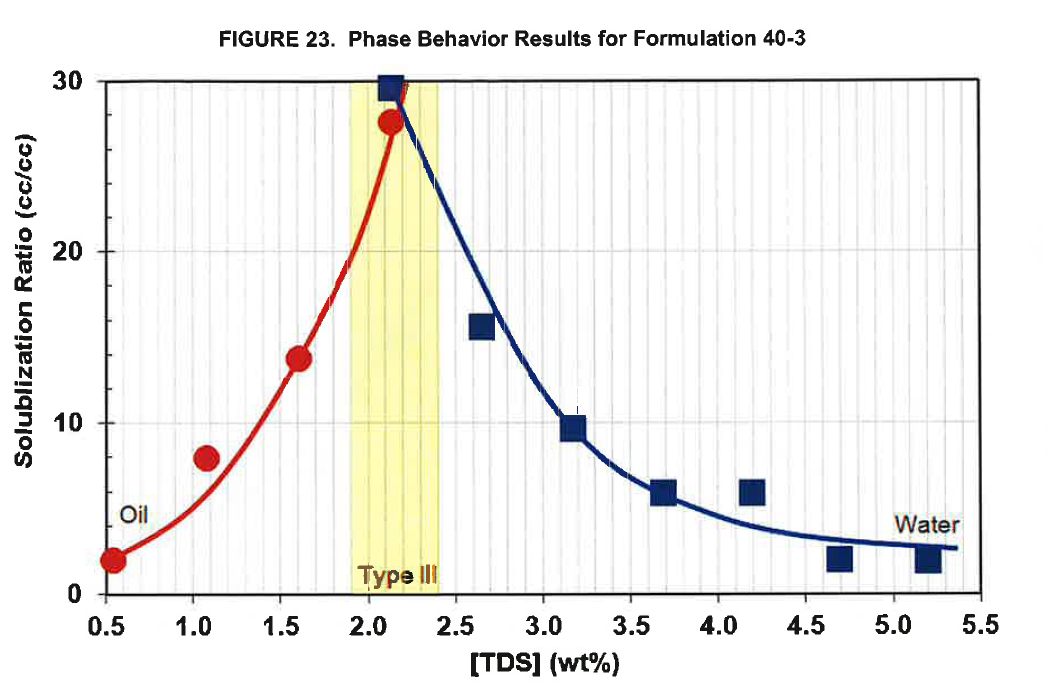 FIGURE 23. Phase Behavior Results for Formulation 40-3
Solublization Ratio (cc/cc)
30
20
10
0
Oil
Type III
Water
0.5 1.0 1.5 2.0 2.5 3.0 3.5 4.0 4.5 5.0 5.5
[TDS] (wt%)